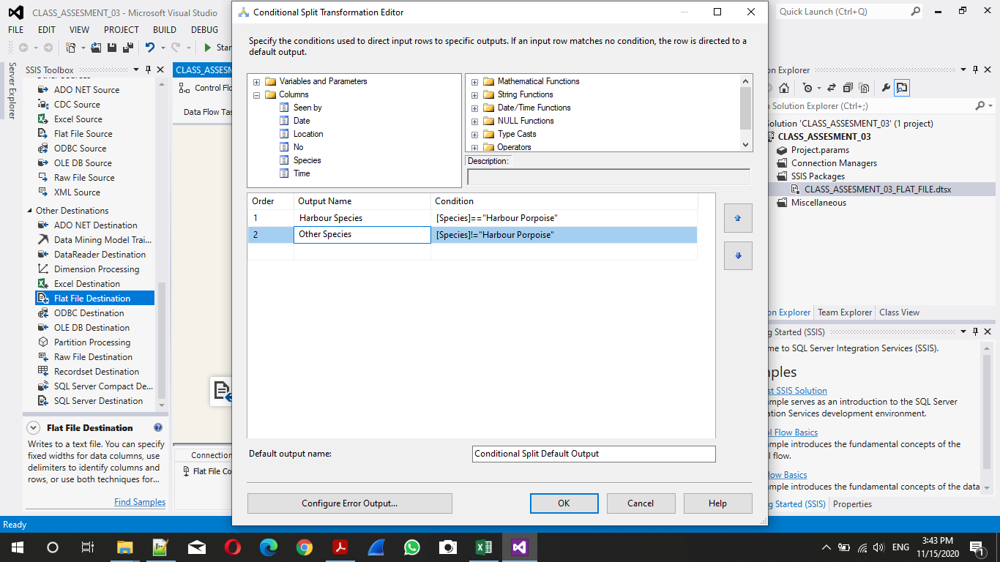 CLASS_ASSESMENT_03 - Microsoft Visual Studio
Quick Launch (Ctrl+Q)
FILE EDIT VIEW PROJECT BUILD DEBUG
Server Explorer
SSIS Toolbox
ADO NET Source
CDC Source
Excel Source
Flat File Source
ODBC Source
OLE DB Source
Raw File Source
XML Source
Other Destinations
ADO NET Destination
Data Mining Model Trai...
DataReader Destination
Dimension Processing
Excel Destination
Flat File Destination
ODBC Destination
OLE DB Destination
Partition Processing
Raw File Destination
Recordset Destination
SQL Server Compact De...
SQL Server Destination
Flat File Destination
Writes to a text file. You can specify
fixed widths for data columns, use
delimiters to identify columns and
rows, or use both techniques for...
Find Samples
Ready
CLASS_ASSESM
Control Flo
Data Flow Tas
Connection
Flat File Co
Conditional Split Transformation Editor
Specify the conditions used to direct input rows to specific outputs. If an input row matches no condition, the row is directed to a
default output.
Variables and Parameters
Columns
Seen by
Date
Location
No
Species
Time
Mathematical Functions
String Functions
Date/Time Functions
NULL Functions
Type Casts
Operators
Description:
Order Output Name Condition
1 Harbour Species [Species]=="Harbour Porpoise"
2 Other Species [Species]!="Harbour Porpoise"
Default output name: Conditional Split Default Output
Configure Error Output... OK Cancel Help
on Explorer
Solution Explorer (Ctrl+;)
Solution 'CLASS_ASSESMENT_03' (1 project)
CLASS_ASSESMENT_03
Project.params
Connection Managers
SSIS Packages
CLASS_ASSESMENT_03_FLAT_FILE.dtsx
Miscellaneous
on Explorer Team Explorer Class View
g Started (SSIS)
me to SQL Server Integration Services (SSIS).
mples
st SSIS Solution
ample serves as an introduction to the SQL Server
ation Services development environment.
ol Flow Basics
ample introduces the fundamental concepts of the
l flow.
low Basics
mple introduces the fundamental concepts of the data
g Started (SSIS) Properties
ENG
3:43 PM
11/15/2020
1